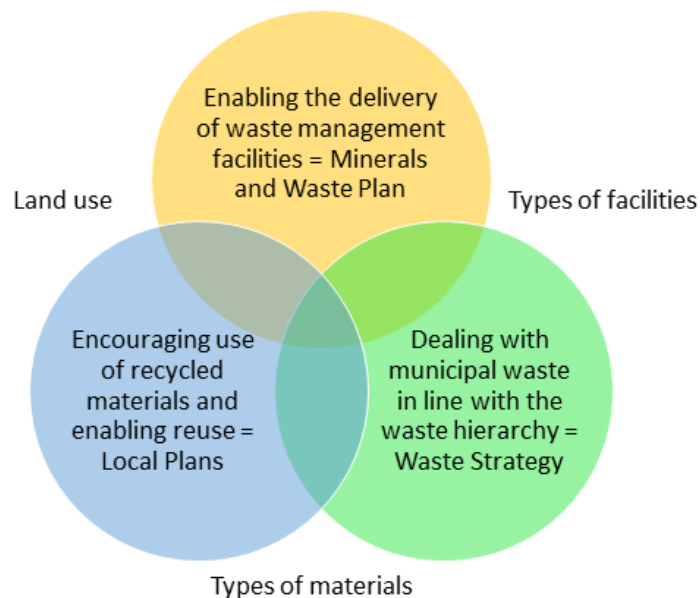 Enabling the delivery
of waste management
facilities = Minerals
and Waste Plan
Land use
Types of facilities
Encouraging use
of recycled
materials and
enabling reuse =
Local Plans
Dealing with
municipal waste
in line with the
waste hierarchy =
Waste Strategy
Types of materials